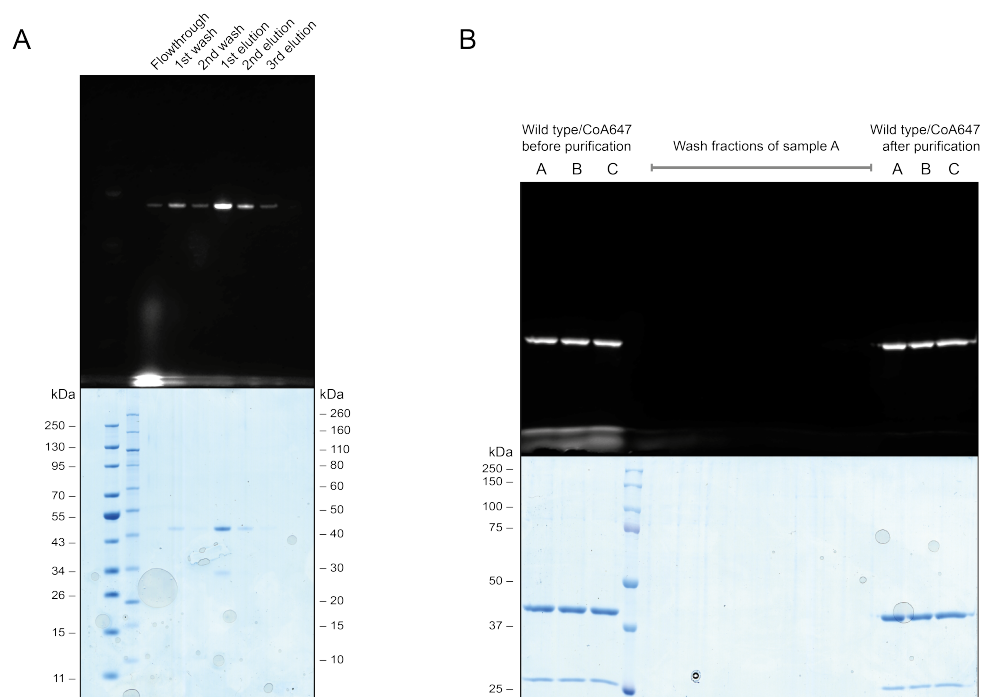 A
Flowthrough
1st wash
2nd wash
1st elution
2nd elution
3rd elution
kDa
250 –
130 –
95 –
70 –
55 –
43 –
34 –
26 –
15 –
11 –
– 260
– 160
– 110
– 80
– 60
– 50
– 40
– 30
– 20
– 15
– 10
B
Wild type/CoA647
before purification
A B C
Wash fractions of sample A
Wild type/CoA647
after purification
A B C
kDa
250 –
150 –
100 –
75 –
50 –
37 –
25 –